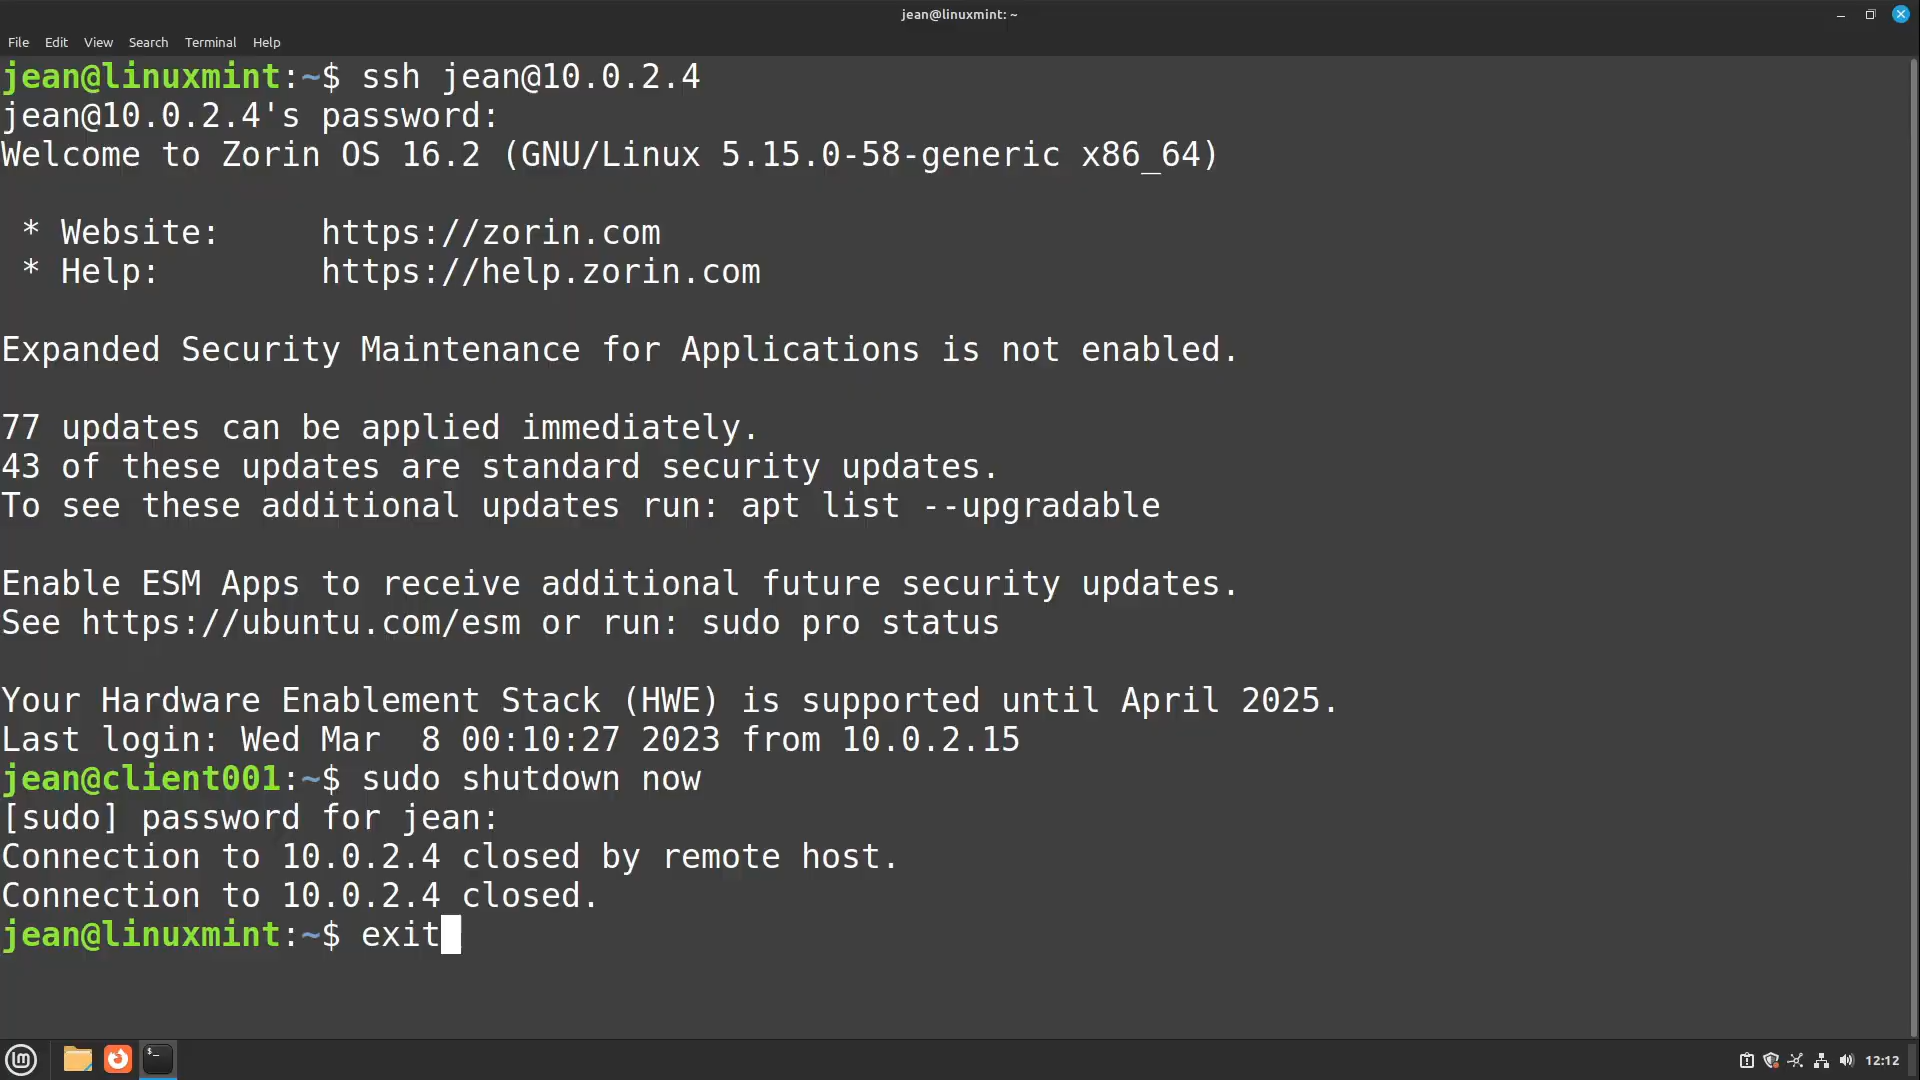 jean@linuxmint: ~
File Edit View Search Terminal Help
jean@linuxmint:~$ ssh jean@10.0.2.4
jean@10.0.2.4's password:
Welcome to Zorin OS 16.2 (GNU/Linux 5.15.0-58-generic x86_64)
* Website: https://zorin.com
* Help: https://help.zorin.com
Expanded Security Maintenance for Applications is not enabled.
77 updates can be applied immediately.
43 of these updates are standard security updates.
To see these additional updates run: apt list --upgradable
Enable ESM Apps to receive additional future security updates.
See https://ubuntu.com/esm or run: sudo pro status
Your Hardware Enablement Stack (HWE) is supported until April 2025.
Last login: Wed Mar  8 00:10:27 2023 from 10.0.2.15
jean@client001:~$ sudo shutdown now
[sudo] password for jean:
Connection to 10.0.2.4 closed by remote host.
Connection to 10.0.2.4 closed.
jean@linuxmint:~$ exit
12:12